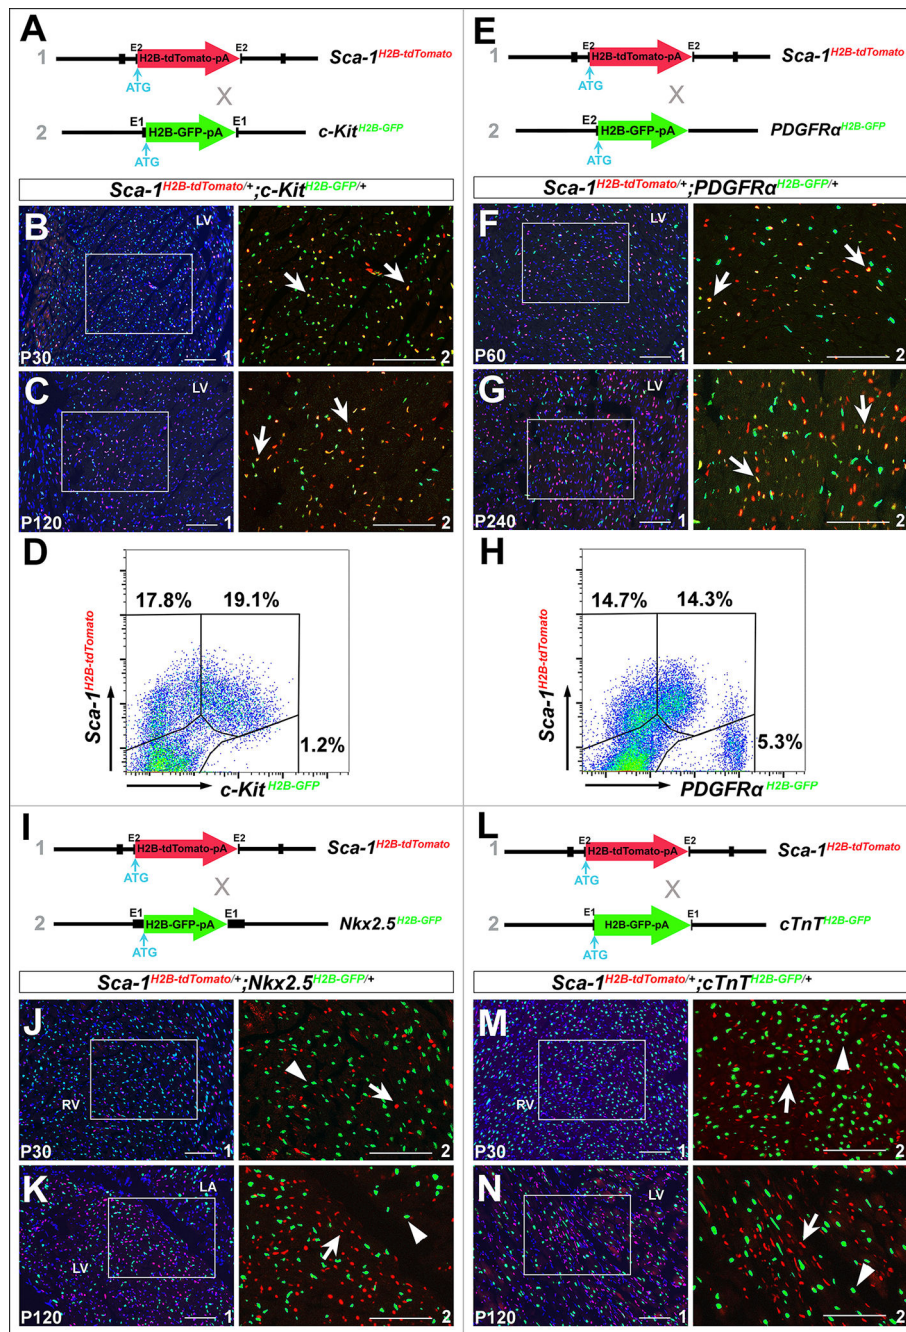 A
1
E2
H2B-tdTomato-pA
E2
Sca-1H2B-tdTomato
ATG
X
2
E1
H2B-GFP-pA
E1
c-KitH2B-GFP
ATG
Sca-1H2B-tdTomato/+;c-KitH2B-GFP/+
B
LV
P30
1
2
C
LV
P120
1
2
D
17.8%
19.1%
1.2%
Sca-1H2B-tdTomato
c-KitH2B-GFP
E
1
E2
H2B-tdTomato-pA
E2
Sca-1H2B-tdTomato
ATG
X
2
E2
H2B-GFP-pA
PDGFRαH2B-GFP
ATG
Sca-1H2B-tdTomato/+;PDGFRαH2B-GFP/+
F
LV
P60
1
2
G
LV
P240
1
2
H
14.7%
14.3%
5.3%
Sca-1H2B-tdTomato
PDGFRαH2B-GFP
I
1
E2
H2B-tdTomato-pA
E2
Sca-1H2B-tdTomato
ATG
X
2
E1
H2B-GFP-pA
E1
Nkx2.5H2B-GFP
ATG
Sca-1H2B-tdTomato/+;Nkx2.5H2B-GFP/+
J
RV
P30
1
2
K
LA
LV
P120
1
2
L
1
E2
H2B-tdTomato-pA
E2
Sca-1H2B-tdTomato
ATG
X
2
E1
H2B-GFP-pA
E1
cTnTH2B-GFP
ATG
Sca-1H2B-tdTomato/+;cTnTH2B-GFP/+
M
RV
P30
1
2
N
LV
P120
1
2